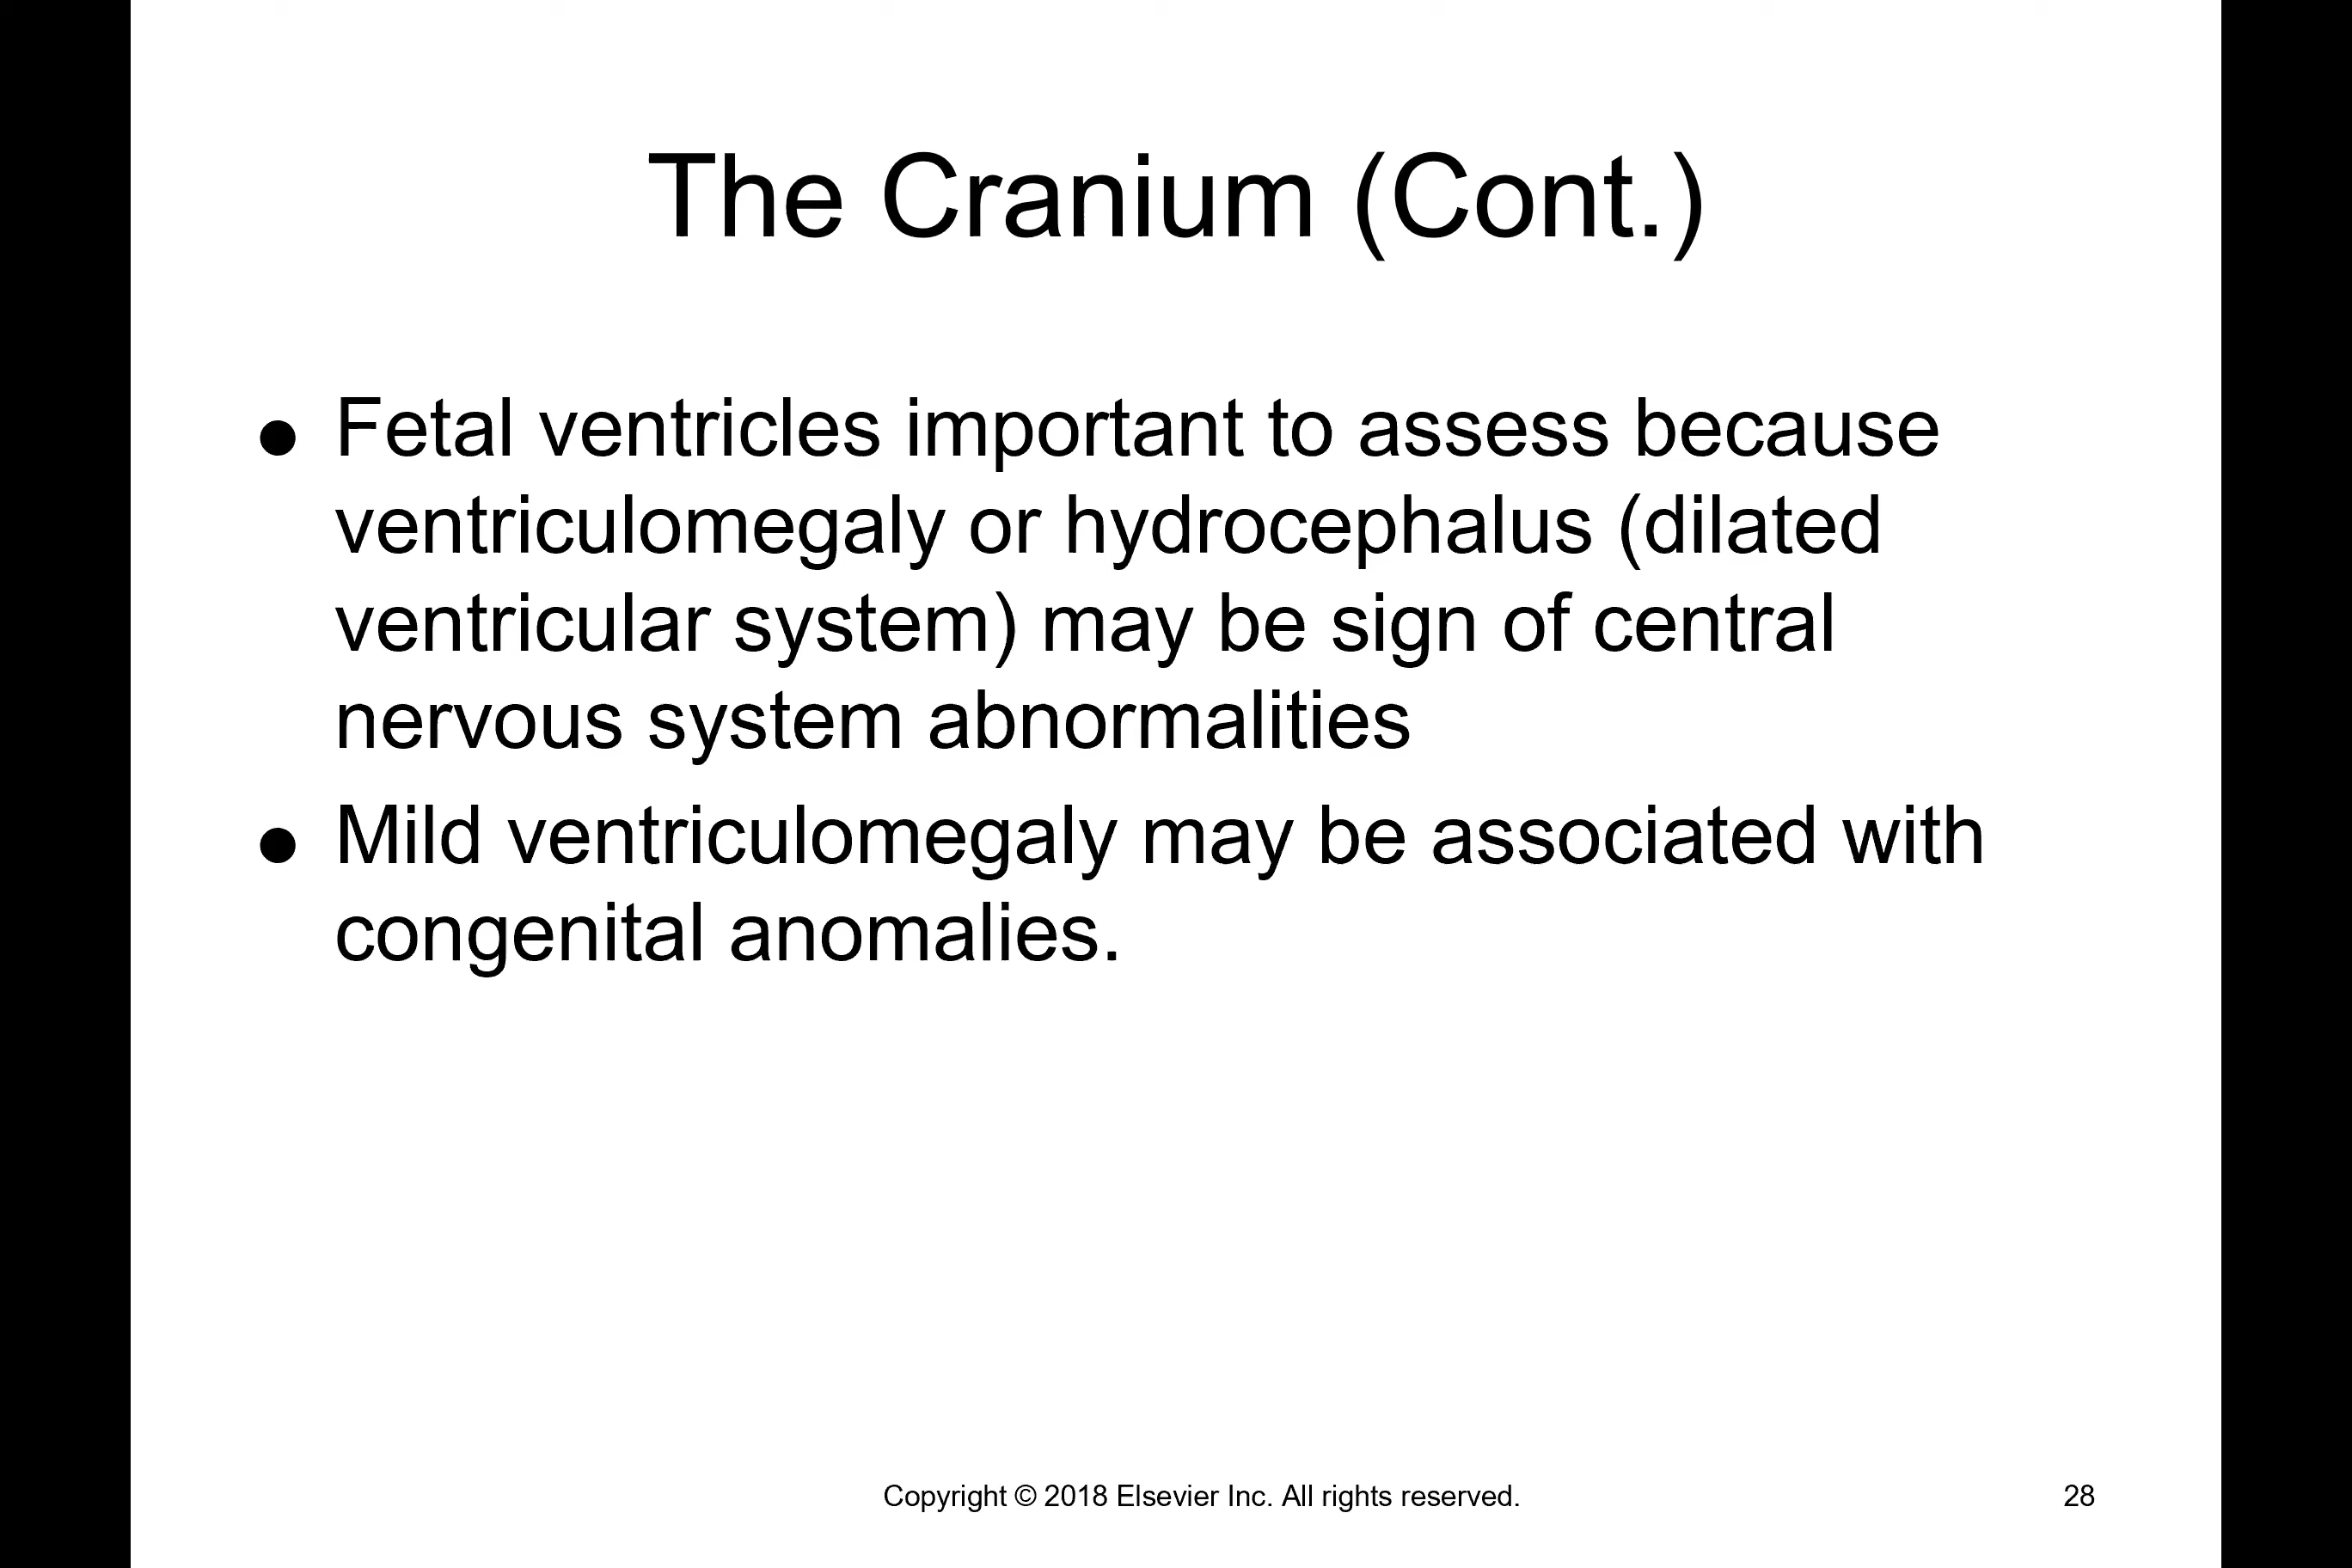 The Cranium (Cont.)
● Fetal ventricles important to assess because
ventriculomegaly or hydrocephalus (dilated
ventricular system) may be sign of central
nervous system abnormalities
● Mild ventriculomegaly may be associated with
congenital anomalies.
Copyright © 2018 Elsevier Inc. All rights reserved.
28